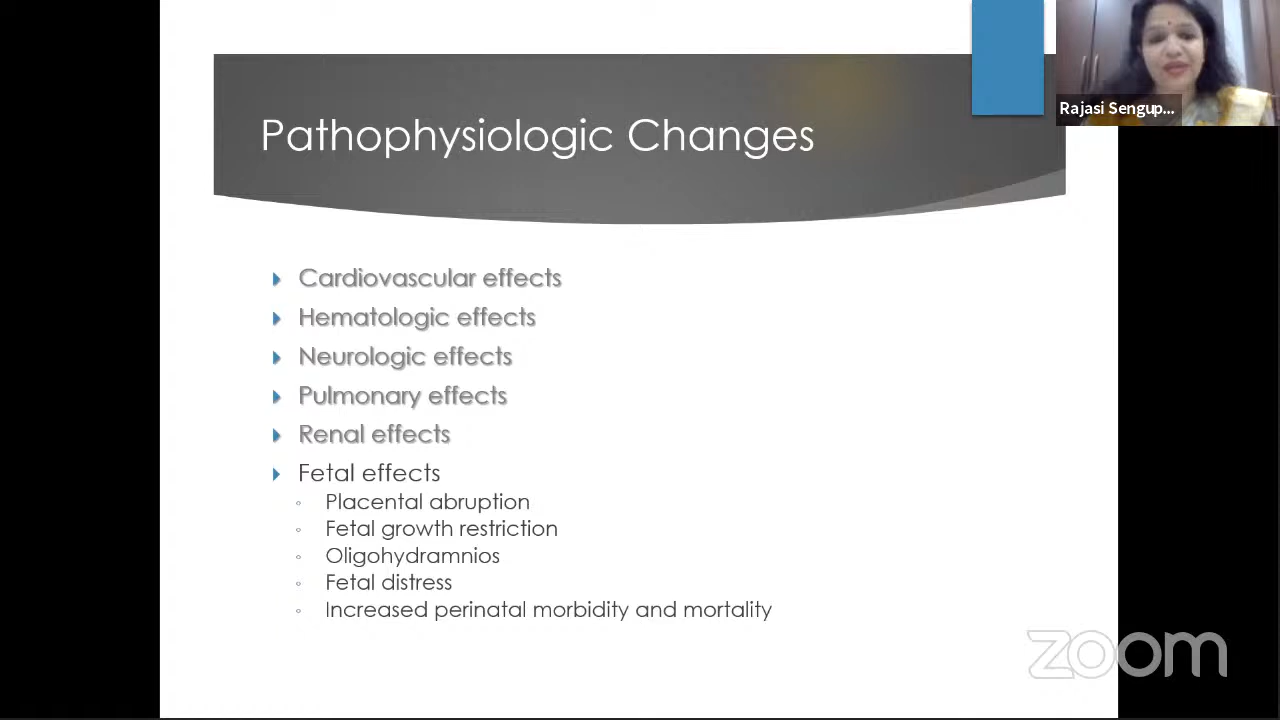 Pathophysiologic Changes
Rajasi Sengup...
Cardiovascular effects
Hematologic effects
Neurologic effects
Pulmonary effects
Renal effects
Fetal effects
Placental abruption
Fetal growth restriction
Oligohydramnios
Fetal distress
Increased perinatal morbidity and mortality
zoom